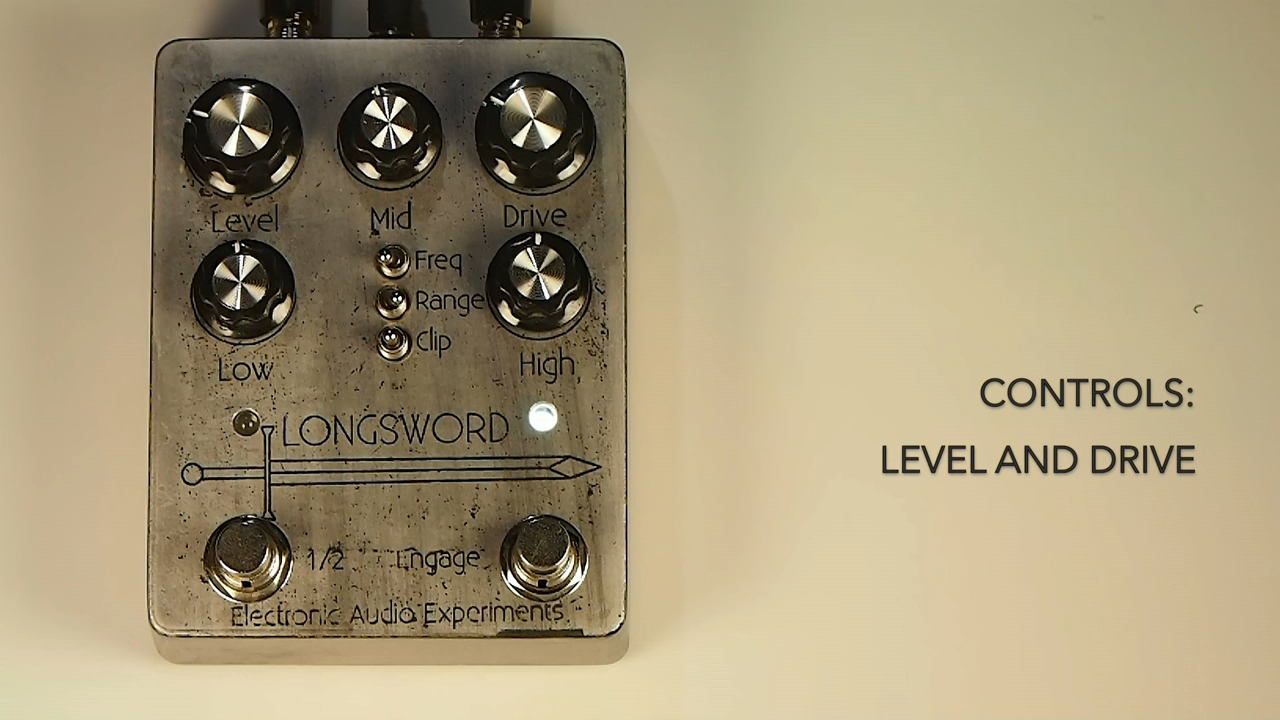 Level Mid Drive
Freq
Range
Clip
Low High
LONGSWORD
1/2 Engage
Electronic Audio Experiments
CONTROLS:
LEVEL AND DRIVE